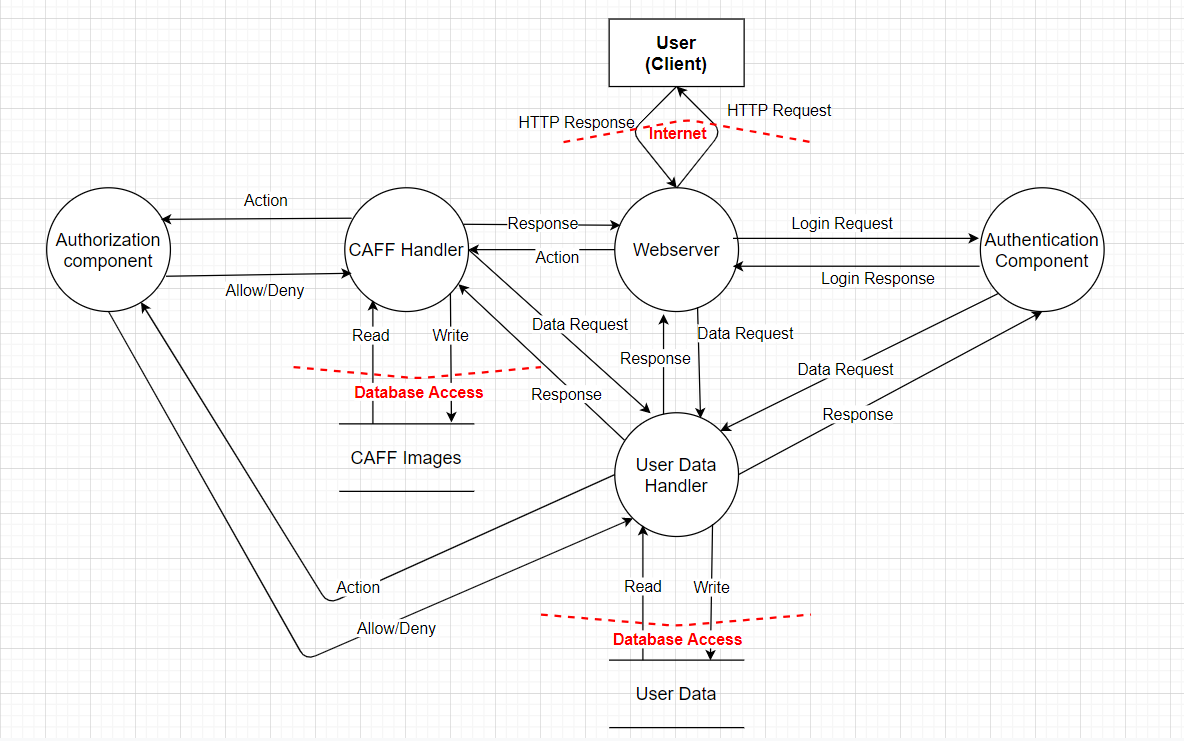 User
(Client)
HTTP Request
HTTP Response
Internet
Action
Response
Login Request
Authorization
component
CAFF Handler
Webserver
Authentication
Component
Action
Login Response
Allow/Deny
Data Request
Read
Write
Data Request
Response
Data Request
Database Access
Response
Response
CAFF Images
User Data
Handler
Action
Read
Write
Allow/Deny
Database Access
User Data